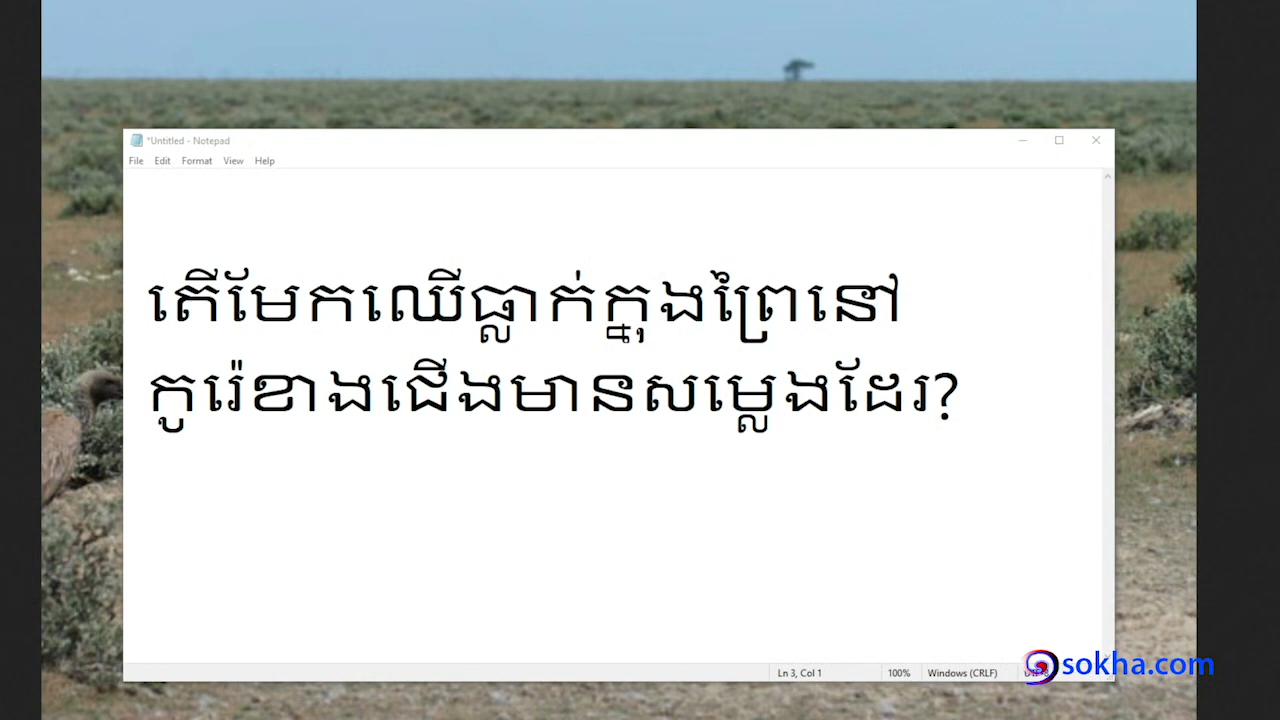 *Untitled - Notepad
File Edit Format View Help
តើមែកឈើធ្លាក់ក្នុងព្រៃនៅ
កូរ៉េខាងជើងមានសម្លេងដែរ?
Ln 3, Col 1 100% Windows (CRLF)
sokha.com